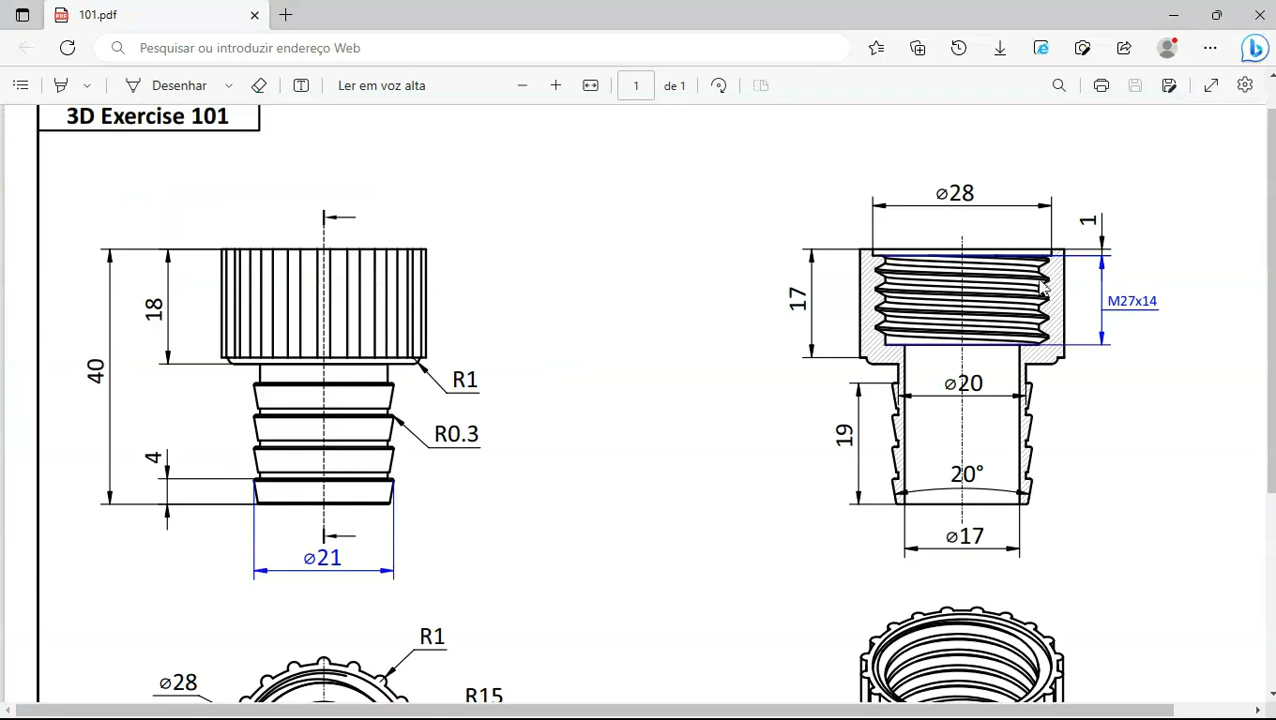 101.pdf
Pesquisar ou introduzir endereço Web
Desenhar
Ler em voz alta
1
de 1
3D Exercise 101
⌀28
1
18
17
M27x14
40
R1
⌀20
R0.3
19
4
20°
⌀21
⌀17
R1
⌀28
R15